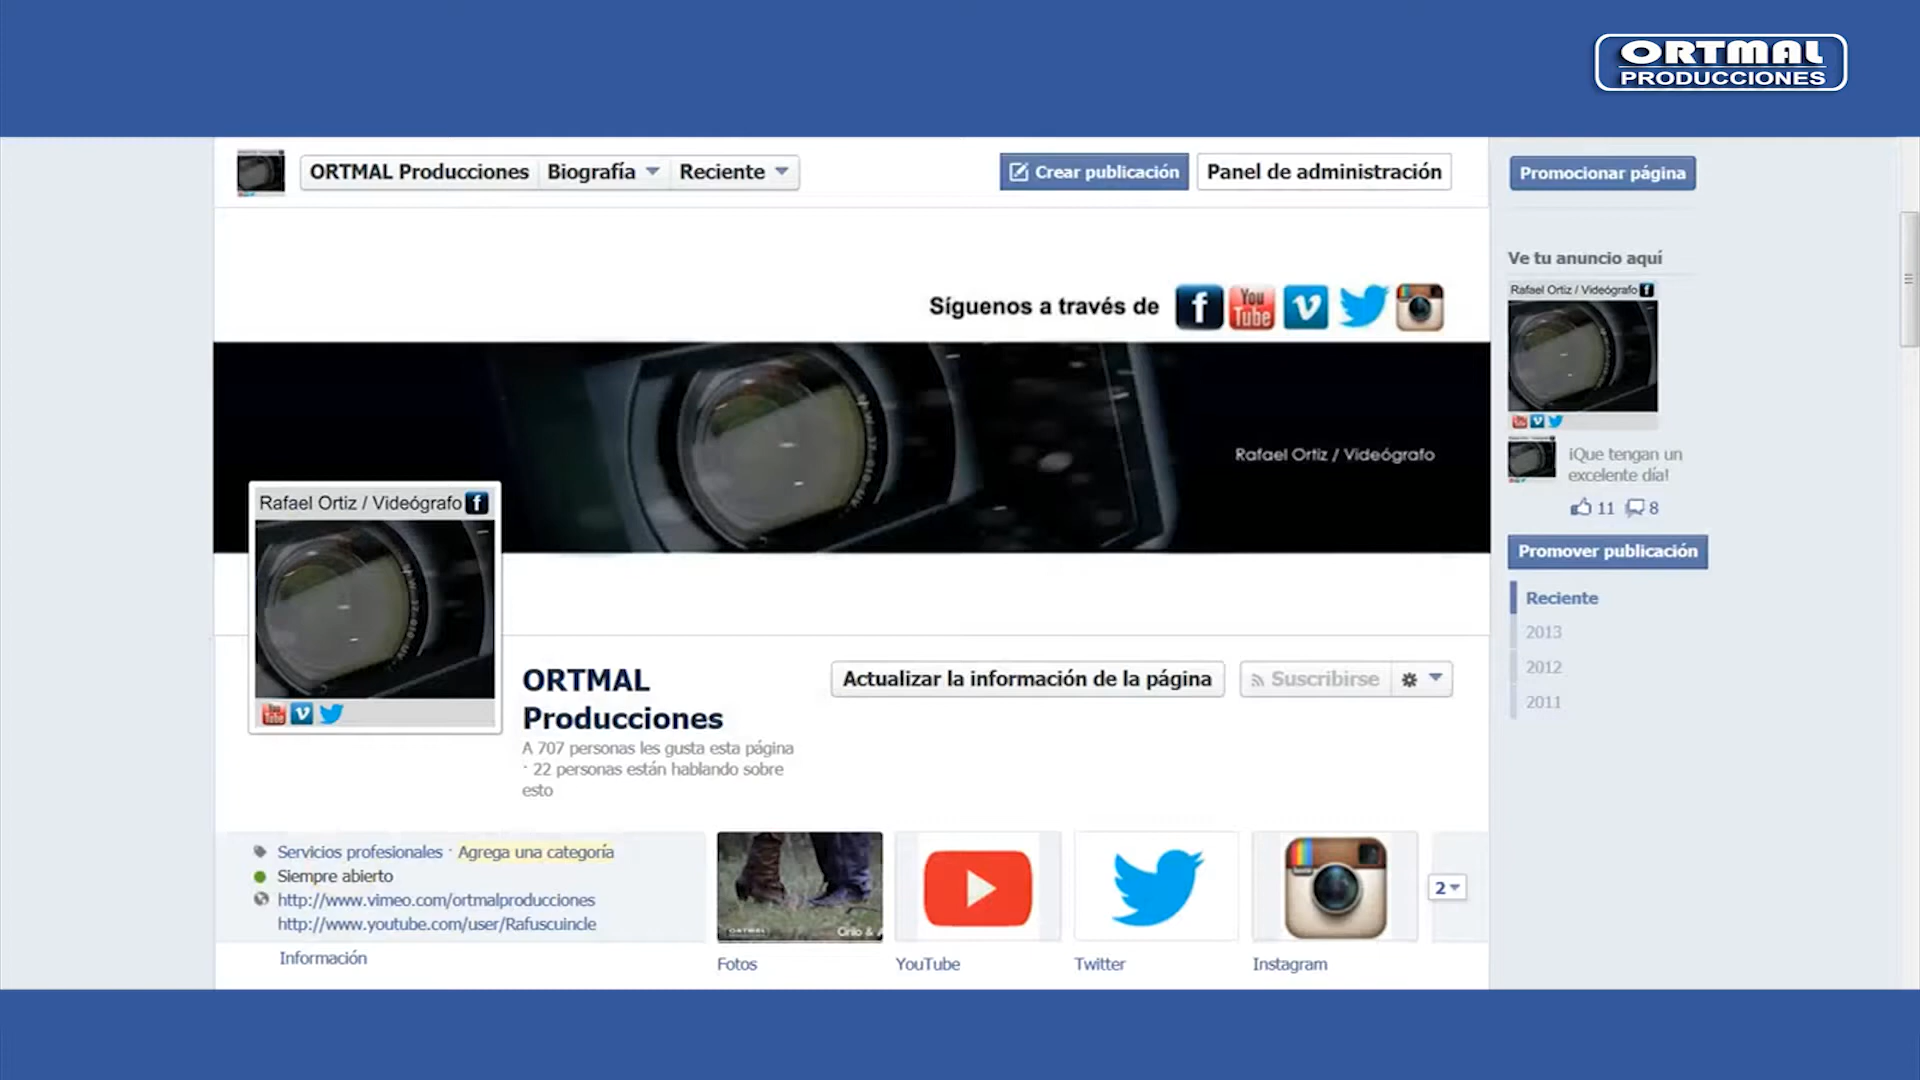 ORTMAL
PRODUCCIONES
ORTMAL Producciones
Biografía
Reciente
Crear publicación
Panel de administración
Promocionar página
Síguenos a través de
f
You
Tube
V
Rafael Ortiz / Videógrafo
Rafael Ortiz / Videógrafo
f
ORTMAL
Producciones
A 707 personas les gusta esta página
· 22 personas están hablando sobre
esto
Actualizar la información de la página
Suscribirse
Servicios profesionales · Agrega una categoría
Siempre abierto
http://www.vimeo.com/ortmalproducciones
http://www.youtube.com/user/Rafuscuincle
Información
ORTMAL
Fotos
YouTube
Twitter
Instagram
2
Ve tu anuncio aquí
Rafael Ortiz / Videógrafo
f
¡Que tengan un
excelente día!
11
8
Promover publicación
Reciente
2013
2012
2011